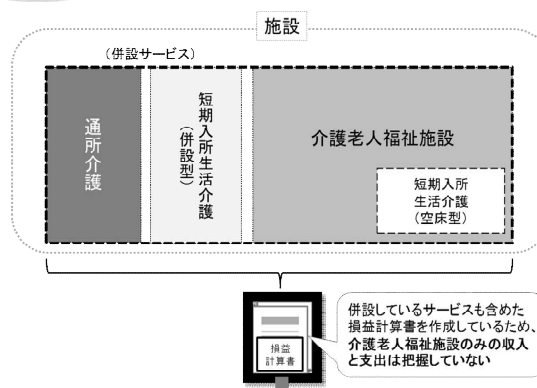 施設
(併設サービス)
通所介護
短期入所生活介護
(併設型)
介護老人福祉施設
短期入所
生活介護
(空床型)
損益
計算書
併設しているサービスも含めた
損益計算書を作成しているため、
介護老人福祉施設のみの収入
と支出は把握していない